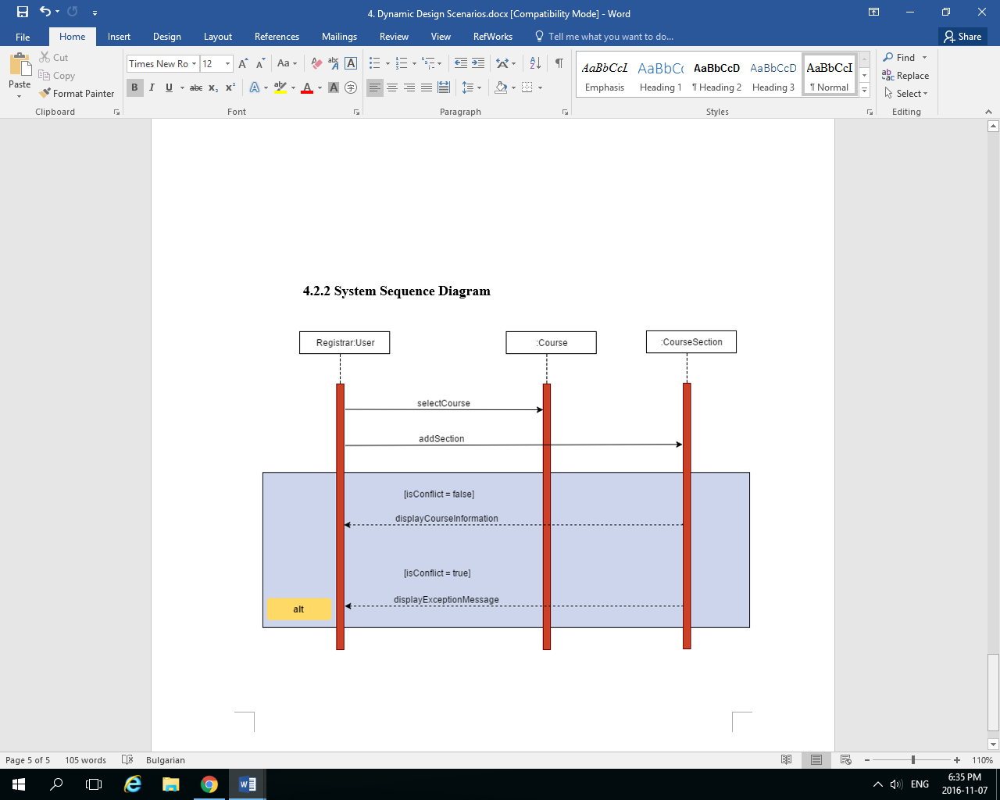 4. Dynamic Design Scenarios.docx [Compatibility Mode] - Word
File Home Insert Design Layout References Mailings Review View RefWorks Tell me what you want to do... Share
Paste
Cut
Copy
Format Painter
Clipboard
Times New Ro 12 Aa
B I U abc x₂ x² A A A
Font
Paragraph
AaBbCcI AaBbCc AaBbCcD AaBbCcD AaBbCcI
Emphasis Heading 1 ¶ Heading 2 Heading 3 ¶ Normal
Styles
Find
Replace
Select
Editing
4.2.2 System Sequence Diagram
Registrar:User :Course :CourseSection
selectCourse
addSection
[isConflict = false]
displayCourseInformation
[isConflict = true]
displayExceptionMessage
alt
Page 5 of 5 105 words Bulgarian 110%
ENG 6:35 PM
2016-11-07